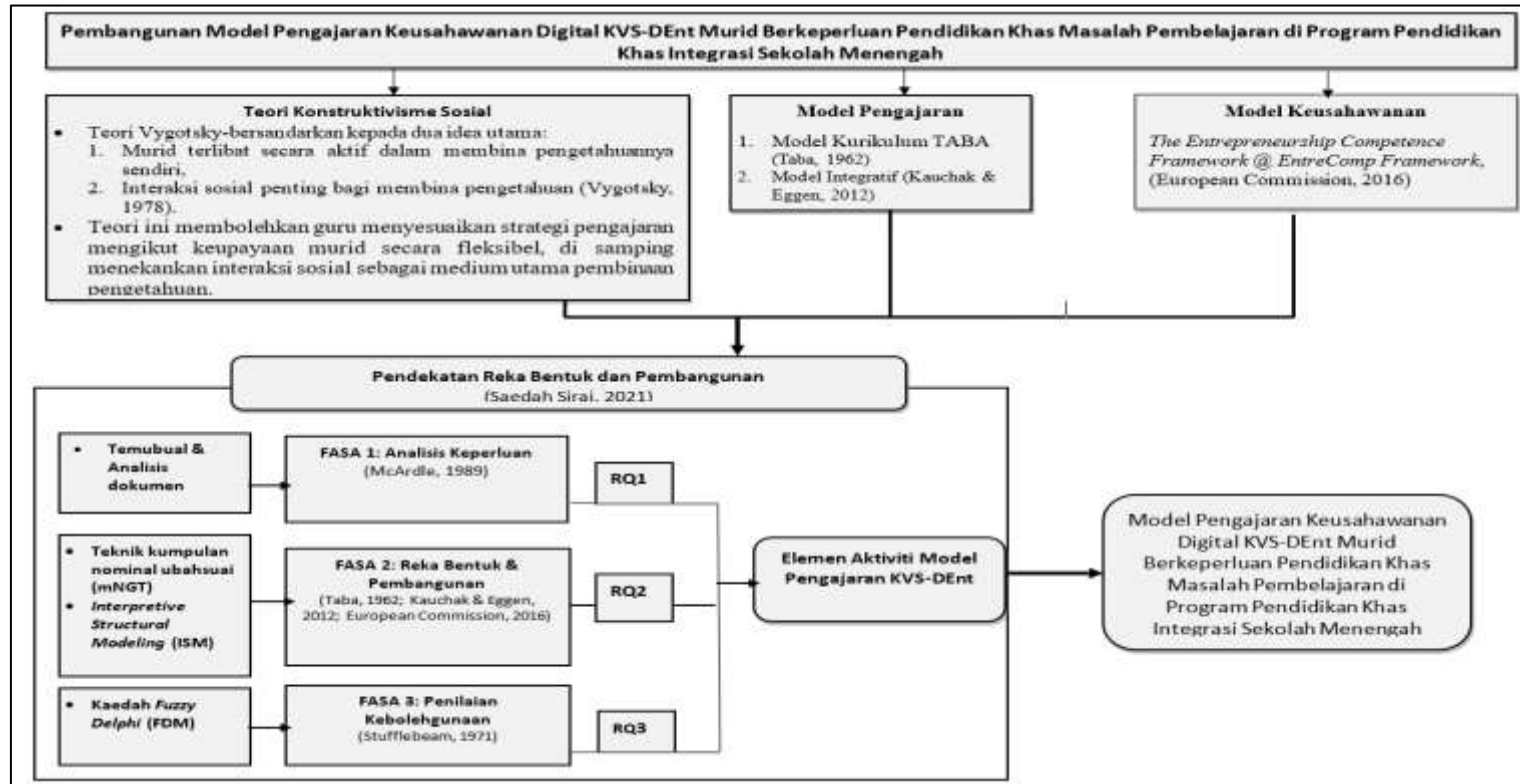 Pembangunan Model Pengajaran Keusahawanan Digital KVS-DEnt Murid Berkeperluan Pendidikan Khas Masalah Pembelajaran di Program Pendidikan
Khas Integrasi Sekolah Menengah
Teori Konstruktivisme Sosial
• Teori Vygotsky-bersandarkan kepada dua idea utama:
1. Murid terlibat secara aktif dalam membina pengetahuannya
sendiri,
2. Interaksi sosial penting bagi membina pengetahuan (Vygotsky,
1978).
• Teori ini membolehkan guru menyesuaikan strategi pengajaran
mengikut keupayaan murid secara fleksibel, di samping
menekankan interaksi sosial sebagai medium utama pembinaan
pengetahuan.
Model Pengajaran
1. Model Kurikulum TABA
(Taba, 1962)
2. Model Integratif (Kauchak &
Eggen, 2012)
Model Keusahawanan
The Entrepreneurship Competence
Framework @ EntreComp Framework,
(European Commission, 2016)
Pendekatan Reka Bentuk dan Pembangunan
(Saedah Siraj, 2021)
• Temubual &
Analisis
dokumen
FASA 1: Analisis Keperluan
(McArdle, 1989)
RQ1
• Teknik kumpulan
nominal ubahsuai
(mNGT)
• Interpretive
Structural
Modeling (ISM)
FASA 2: Reka Bentuk &
Pembangunan
(Taba, 1962; Kauchak & Eggen,
2012; European Commission, 2016)
RQ2
• Kaedah Fuzzy
Delphi (FDM)
FASA 3: Penilaian
Kebolehgunaan
(Stufflebeam, 1971)
RQ3
Elemen Aktiviti Model
Pengajaran KVS-DEnt
Model Pengajaran Keusahawanan
Digital KVS-DEnt Murid
Berkeperluan Pendidikan Khas
Masalah Pembelajaran di
Program Pendidikan Khas
Integrasi Sekolah Menengah